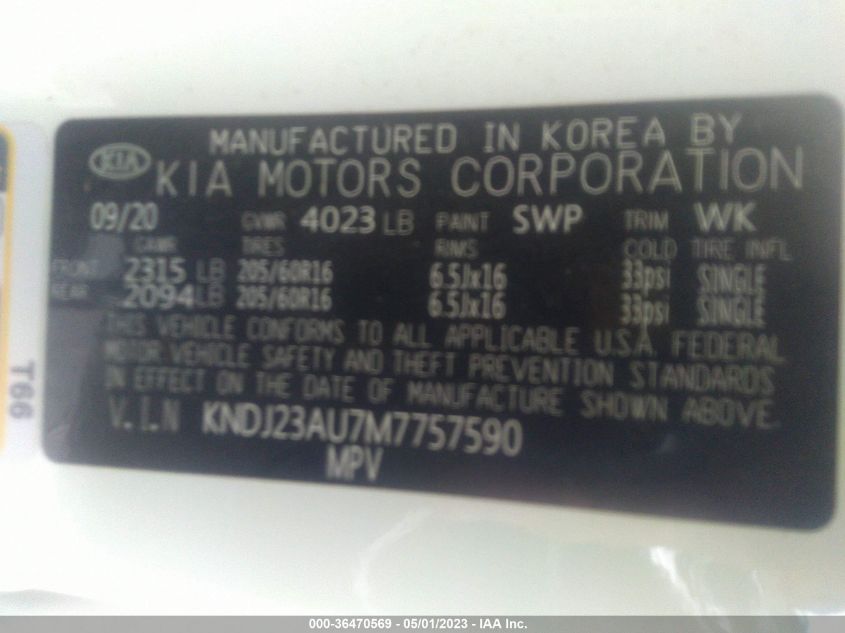 MANUFACTURED IN KOREA BY
KIA KIA MOTORS CORPORATION
09/20 GVWR 4023 LB PAINT SWP TRIM WK
GAWR TIRES RIMS COLD TIRE INFL
FRONT 2315 LB 205/60R16 6.5Jx16 33psi SINGLE
REAR 2094 LB 205/60R16 6.5Jx16 33psi SINGLE
THIS VEHICLE CONFORMS TO ALL APPLICABLE U.S.A. FEDERAL
MOTOR VEHICLE SAFETY AND THEFT PREVENTION STANDARDS
IN EFFECT ON THE DATE OF MANUFACTURE SHOWN ABOVE.
V.I.N KNDJ23AU7M7757590
MPV
T66
000-36470569 - 05/01/2023 - IAA Inc.